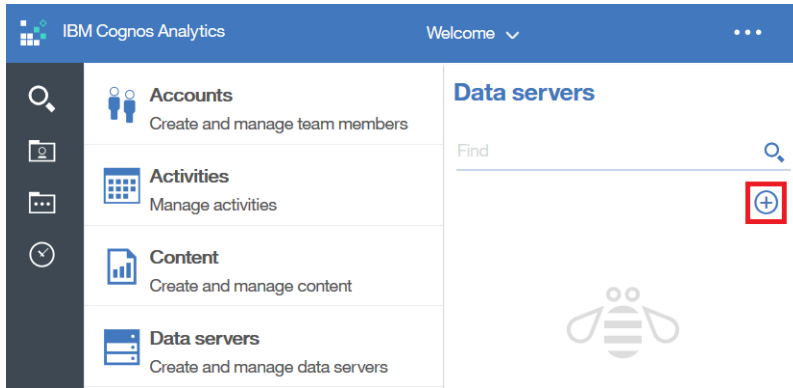 IBM Cognos Analytics
Welcome
Accounts
Create and manage team members
Activities
Manage activities
Content
Create and manage content
Data servers
Create and manage data servers
Data servers
Find